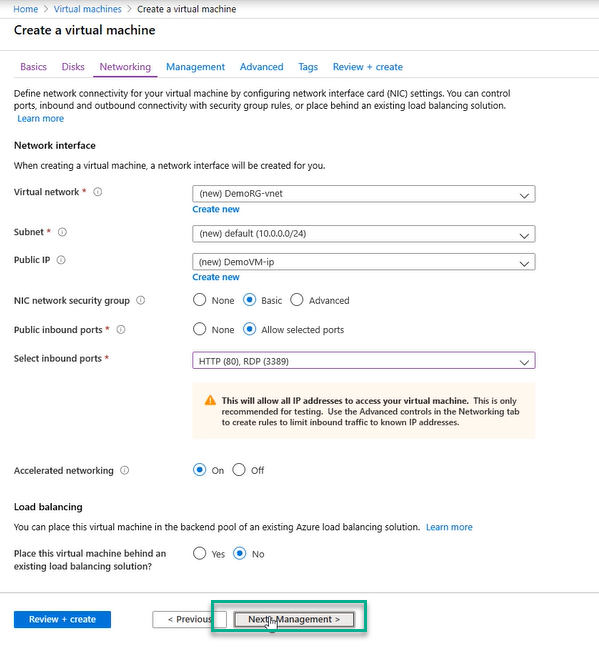 Home > Virtual machines > Create a virtual machine
Create a virtual machine
Basics Disks Networking Management Advanced Tags Review + create
Define network connectivity for your virtual machine by configuring network interface card (NIC) settings. You can control
ports, inbound and outbound connectivity with security group rules, or place behind an existing load balancing solution.
Learn more
Network interface
When creating a virtual machine, a network interface will be created for you.
Virtual network * (new) DemoRG-vnet
Create new
Subnet * (new) default (10.0.0.0/24)
Public IP (new) DemoVM-ip
Create new
NIC network security group None Basic Advanced
Public inbound ports * None Allow selected ports
Select inbound ports * HTTP (80), RDP (3389)
This will allow all IP addresses to access your virtual machine. This is only
recommended for testing. Use the Advanced controls in the Networking tab
to create rules to limit inbound traffic to known IP addresses.
Accelerated networking On Off
Load balancing
You can place this virtual machine in the backend pool of an existing Azure load balancing solution. Learn more
Place this virtual machine behind an Yes No
existing load balancing solution?
Review + create < Previous Next : Management >